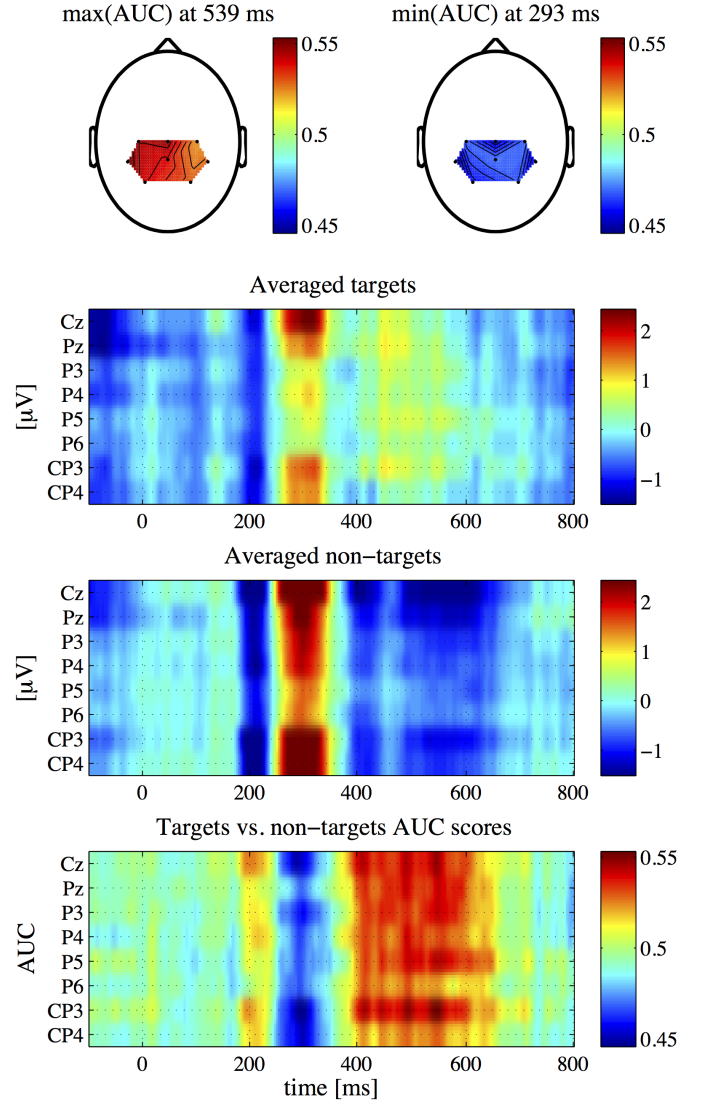 max(AUC) at 539 ms
min(AUC) at 293 ms
0.55
0.5
0.45
0.55
0.5
0.45
Averaged targets
[µV]
Cz
Pz
P3
P4
P5
P6
CP3
CP4
0 200 400 600 800
2
1
0
−1
Averaged non−targets
[µV]
Cz
Pz
P3
P4
P5
P6
CP3
CP4
0 200 400 600 800
2
1
0
−1
Targets vs. non−targets AUC scores
AUC
Cz
Pz
P3
P4
P5
P6
CP3
CP4
0 200 400 600 800
time [ms]
0.55
0.5
0.45